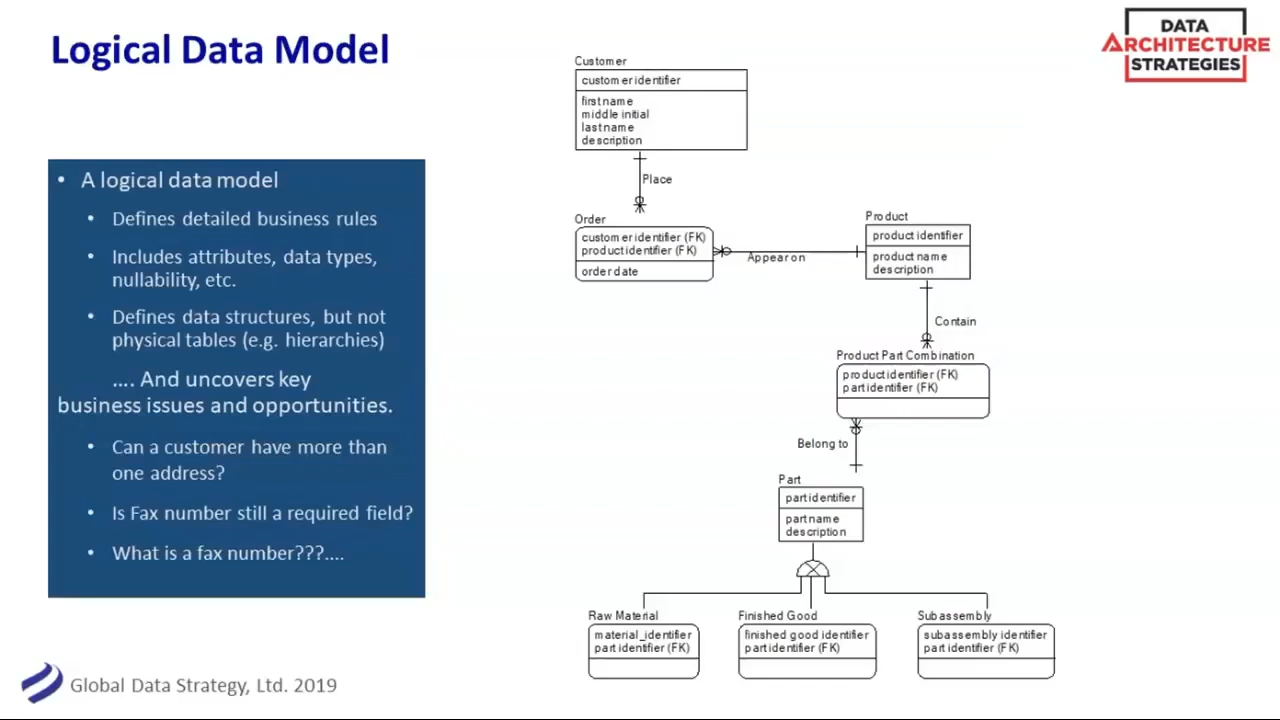 Logical Data Model
DATA
ARCHITECTURE
STRATEGIES
• A logical data model
• Defines detailed business rules
• Includes attributes, data types,
nullability, etc.
• Defines data structures, but not
physical tables (e.g. hierarchies)
.... And uncovers key
business issues and opportunities.
• Can a customer have more than
one address?
• Is Fax number still a required field?
• What is a fax number???....
Customer
customer identifier
first name
middle initial
last name
description
Place
Order
customer identifier (FK)
product identifier (FK)
order date
Appear on
Product
product identifier
product name
description
Contain
Product Part Combination
product identifier (FK)
part identifier (FK)
Belong to
Part
part identifier
part name
description
Raw Material
material_identifier
part identifier (FK)
Finished Good
finished good identifier
part identifier (FK)
Subassembly
subassembly identifier
part identifier (FK)
Global Data Strategy, Ltd. 2019